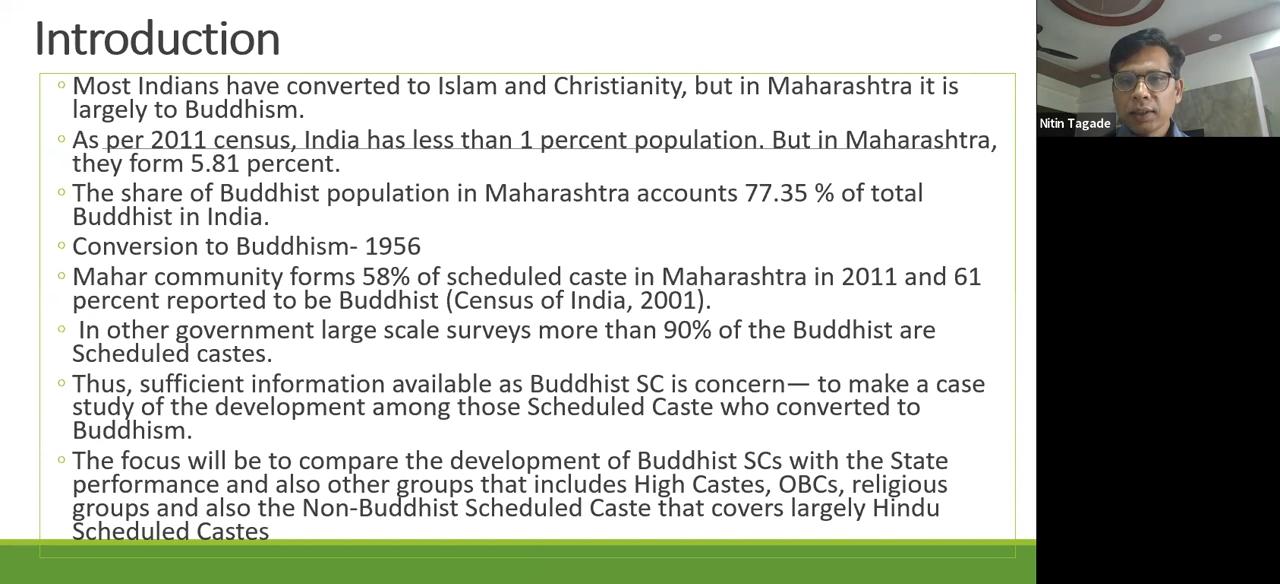 Introduction
◦ Most Indians have converted to Islam and Christianity, but in Maharashtra it is
largely to Buddhism.
◦ As per 2011 census, India has less than 1 percent population. But in Maharashtra,
they form 5.81 percent.
◦ The share of Buddhist population in Maharashtra accounts 77.35 % of total
Buddhist in India.
◦ Conversion to Buddhism- 1956
◦ Mahar community forms 58% of scheduled caste in Maharashtra in 2011 and 61
percent reported to be Buddhist (Census of India, 2001).
◦ In other government large scale surveys more than 90% of the Buddhist are
Scheduled castes.
◦ Thus, sufficient information available as Buddhist SC is concern— to make a case
study of the development among those Scheduled Caste who converted to
Buddhism.
◦ The focus will be to compare the development of Buddhist SCs with the State
performance and also other groups that includes High Castes, OBCs, religious
groups and also the Non-Buddhist Scheduled Caste that covers largely Hindu
Scheduled Castes
Nitin Tagade